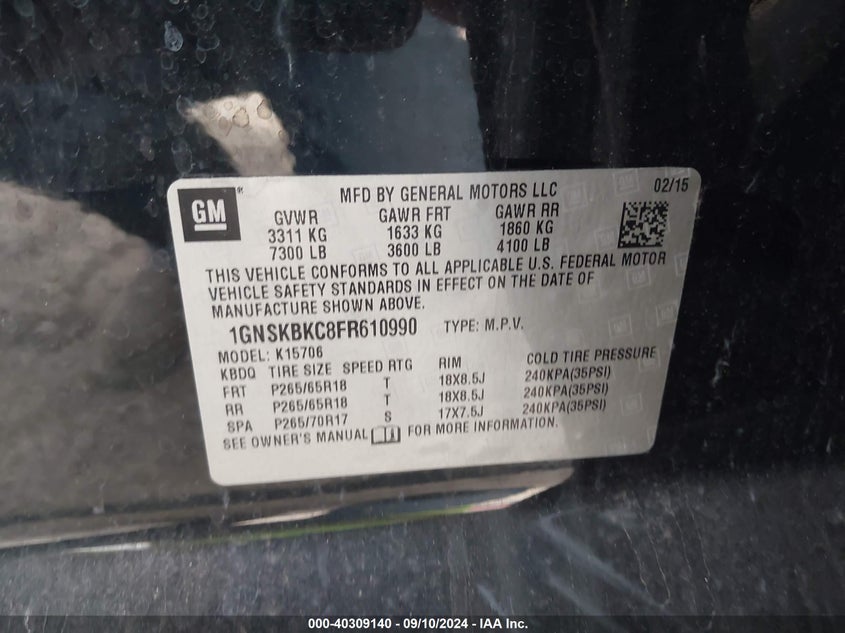 GM
MFD BY GENERAL MOTORS LLC 02/15
GVWR GAWR FRT GAWR RR
3311 KG 1633 KG 1860 KG
7300 LB 3600 LB 4100 LB
THIS VEHICLE CONFORMS TO ALL APPLICABLE U.S. FEDERAL MOTOR
VEHICLE SAFETY STANDARDS IN EFFECT ON THE DATE OF
MANUFACTURE SHOWN ABOVE.
1GNSKBKC8FR610990 TYPE: M.P.V.
MODEL: K15706
KBDQ TIRE SIZE SPEED RTG RIM COLD TIRE PRESSURE
FRT P265/65R18 T 18X8.5J 240KPA(35PSI)
RR P265/65R18 T 18X8.5J 240KPA(35PSI)
SPA P265/70R17 S 17X7.5J 240KPA(35PSI)
SEE OWNER'S MANUAL FOR MORE INFORMATION.
000-40309140 - 09/10/2024 - IAA Inc.